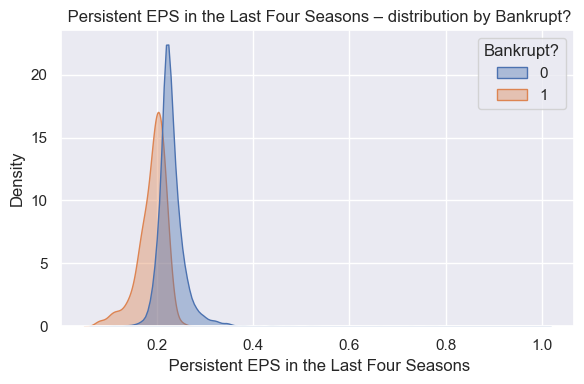 Persistent EPS in the Last Four Seasons – distribution by Bankrupt?
Bankrupt?
0
1
Density
20
15
10
5
0
0.2 0.4 0.6 0.8 1.0
Persistent EPS in the Last Four Seasons